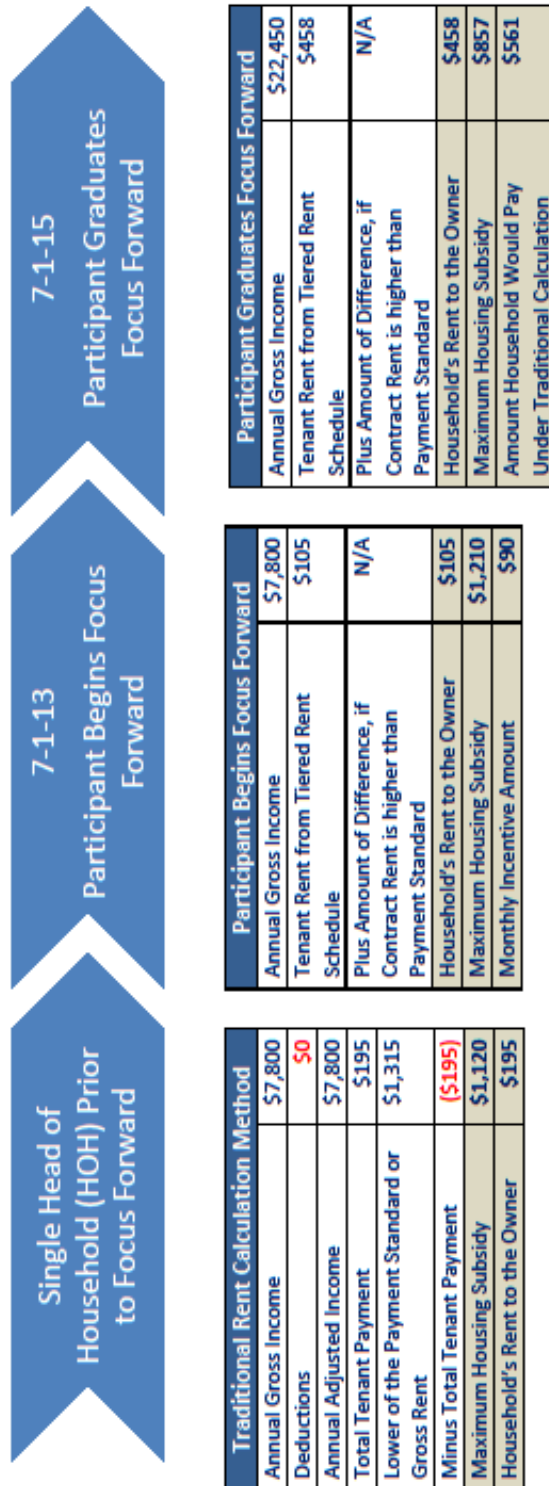 Single Head of
Household (HOH) Prior
to Focus Forward
7-1-13
Participant Begins Focus
Forward
7-1-15
Participant Graduates
Focus Forward
Traditional Rent Calculation Method
Annual Gross Income $7,800
Deductions $0
Annual Adjusted Income $7,800
Total Tenant Payment $195
Lower of the Payment Standard or $1,315
Gross Rent
Minus Total Tenant Payment ($195)
Maximum Housing Subsidy $1,120
Household's Rent to the Owner $195
Participant Begins Focus Forward
Annual Gross Income $7,800
Tenant Rent from Tiered Rent $105
Schedule
Plus Amount of Difference, if N/A
Contract Rent is higher than
Payment Standard
Household's Rent to the Owner $105
Maximum Housing Subsidy $1,210
Monthly Incentive Amount $90
Participant Graduates Focus Forward
Annual Gross Income $22,450
Tenant Rent from Tiered Rent $458
Schedule
Plus Amount of Difference, if N/A
Contract Rent is higher than
Payment Standard
Household's Rent to the Owner $458
Maximum Housing Subsidy $857
Amount Household Would Pay $561
Under Traditional Calculation